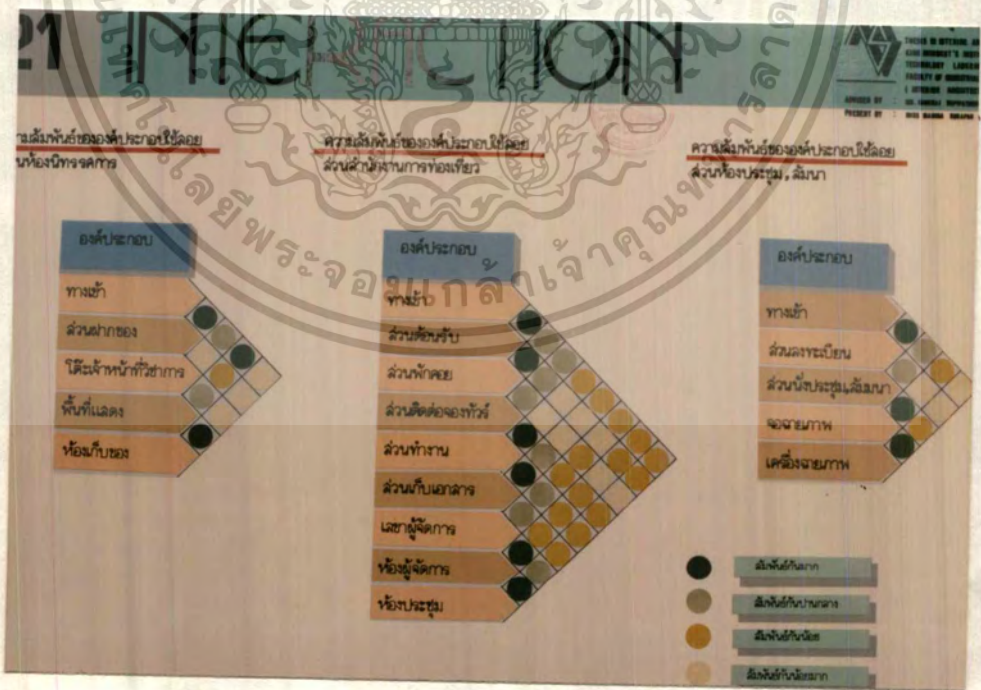 21 INTERACTION
THESIS IN INTERIOR
ADVISER BY
PRESENT BY : MISS
ความสัมพันธ์ขององค์ประกอบใช้ลอย
ห้องนิทรรศการ
องค์ประกอบ
ทางเข้า
ส่วนฝากของ
โต๊ะเจ้าหน้าที่วิชาการ
พื้นที่แสดง
ห้องเก็บของ
ความสัมพันธ์ขององค์ประกอบใช้ลอย
ส่วนสำนักงานการท่องเที่ยว
องค์ประกอบ
ทางเข้า
ส่วนต้อนรับ
ส่วนพักคอย
ส่วนติดต่อจองทัวร์
ส่วนทำงาน
ส่วนเก็บเอกสาร
เลขาผู้จัดการ
ห้องผู้จัดการ
ห้องประชุม
ความสัมพันธ์ขององค์ประกอบใช้ลอย
ส่วนห้องประชุม, สัมนา
องค์ประกอบ
ทางเข้า
ส่วนลงทะเบียน
ส่วนนั่งประชุม,สัมมนา
จอฉายภาพ
เครื่องฉายภาพ
สัมพันธ์กันมาก
สัมพันธ์กันปานกลาง
สัมพันธ์กันน้อย
สัมพันธ์กันน้อยมาก